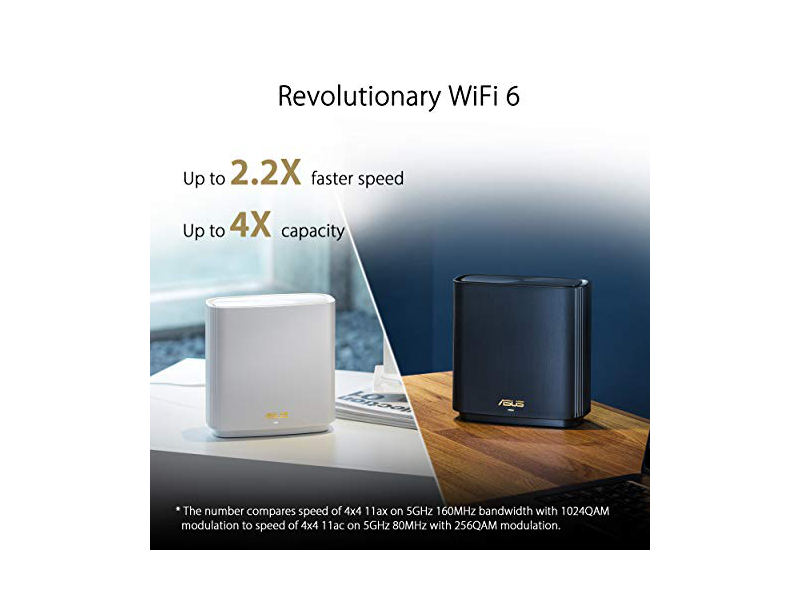 Revolutionary WiFi 6
Up to 2.2X faster speed
Up to 4X capacity
ASUS
ASUS
* The number compares speed of 4x4 11ax on 5GHz 160MHz bandwidth with 1024QAM
modulation to speed of 4x4 11ac on 5GHz 80MHz with 256QAM modulation.